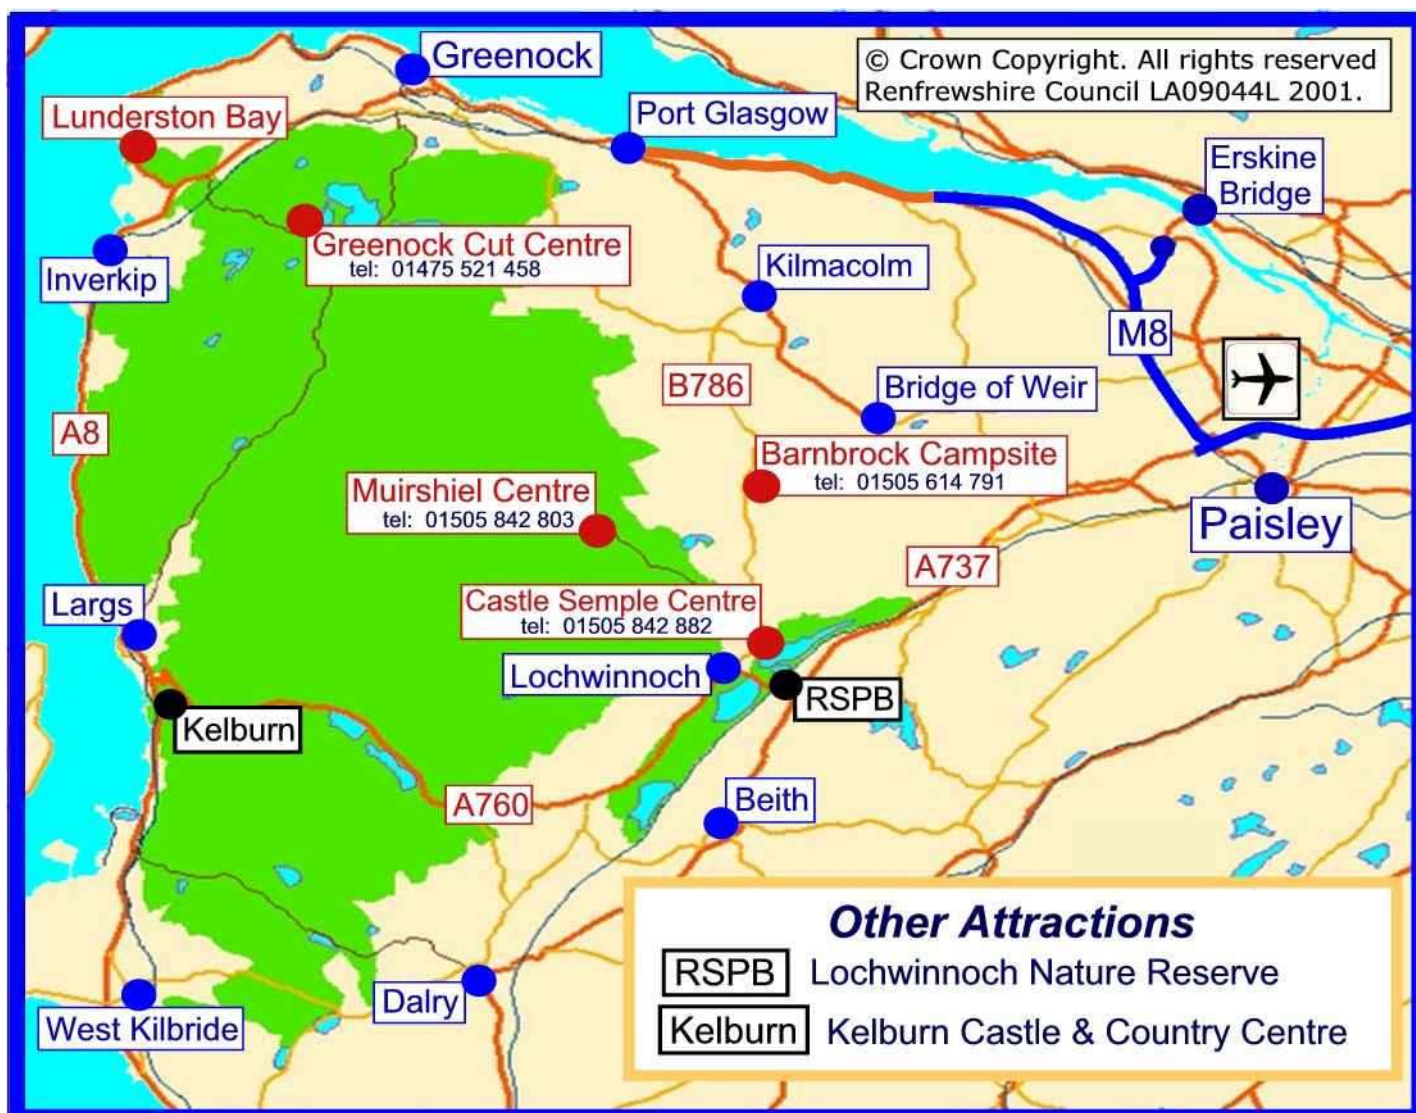 Greenock
© Crown Copyright. All rights reserved
Renfrewshire Council LA09044L 2001.
Lunderston Bay
Port Glasgow
Erskine
Bridge
Greenock Cut Centre
tel: 01475 521 458
Inverkip
Kilmacolm
M8
B786
Bridge of Weir
A8
Barnbrock Campsite
tel: 01505 614 791
Muirshiel Centre
tel: 01505 842 803
Paisley
A737
Largs
Castle Semple Centre
tel: 01505 842 882
Lochwinnoch
RSPB
Kelburn
A760
Beith
Other Attractions
RSPB Lochwinnoch Nature Reserve
Kelburn Kelburn Castle & Country Centre
Dalry
West Kilbride